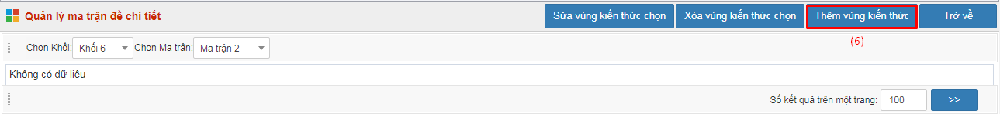 Quản lý ma trận đề chi tiết Sửa vùng kiến thức chọn Xóa vùng kiến thức chọn Thêm vùng kiến thức Trở về
(6)
Chọn Khối: Khối 6 Chọn Ma trận: Ma trận 2
Không có dữ liệu
Số kết quả trên một trang: 100 >>